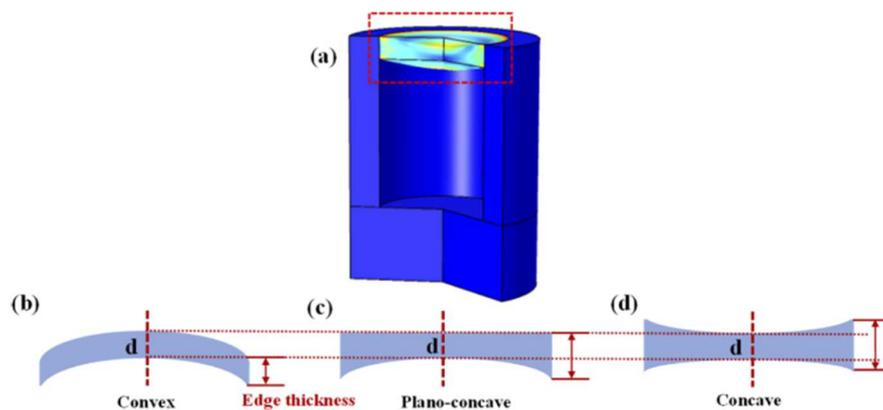 (a)
(b)
(c)
(d)
d
d
d
Convex
Edge thickness
Plano-concave
Concave